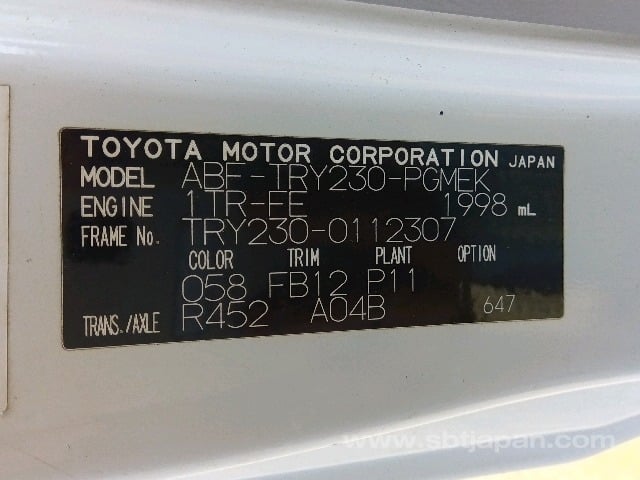 TOYOTA MOTOR CORPORATION JAPAN
MODEL ABF-TRY230-PGMEK
ENGINE 1TR-FE 1998 mL
FRAME No. TRY230-0112307
COLOR TRIM PLANT OPTION
058 FB12 P11
TRANS./AXLE R452 A04B 647
www.sbtjapan.com